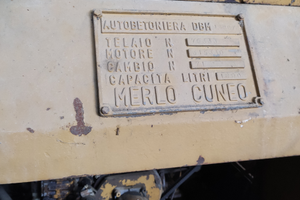 AUTOBETONIERA DBM
TELAIO N
MOTORE N
CAMBIO N
CAPACITA LITRI
MERLO CUNEO